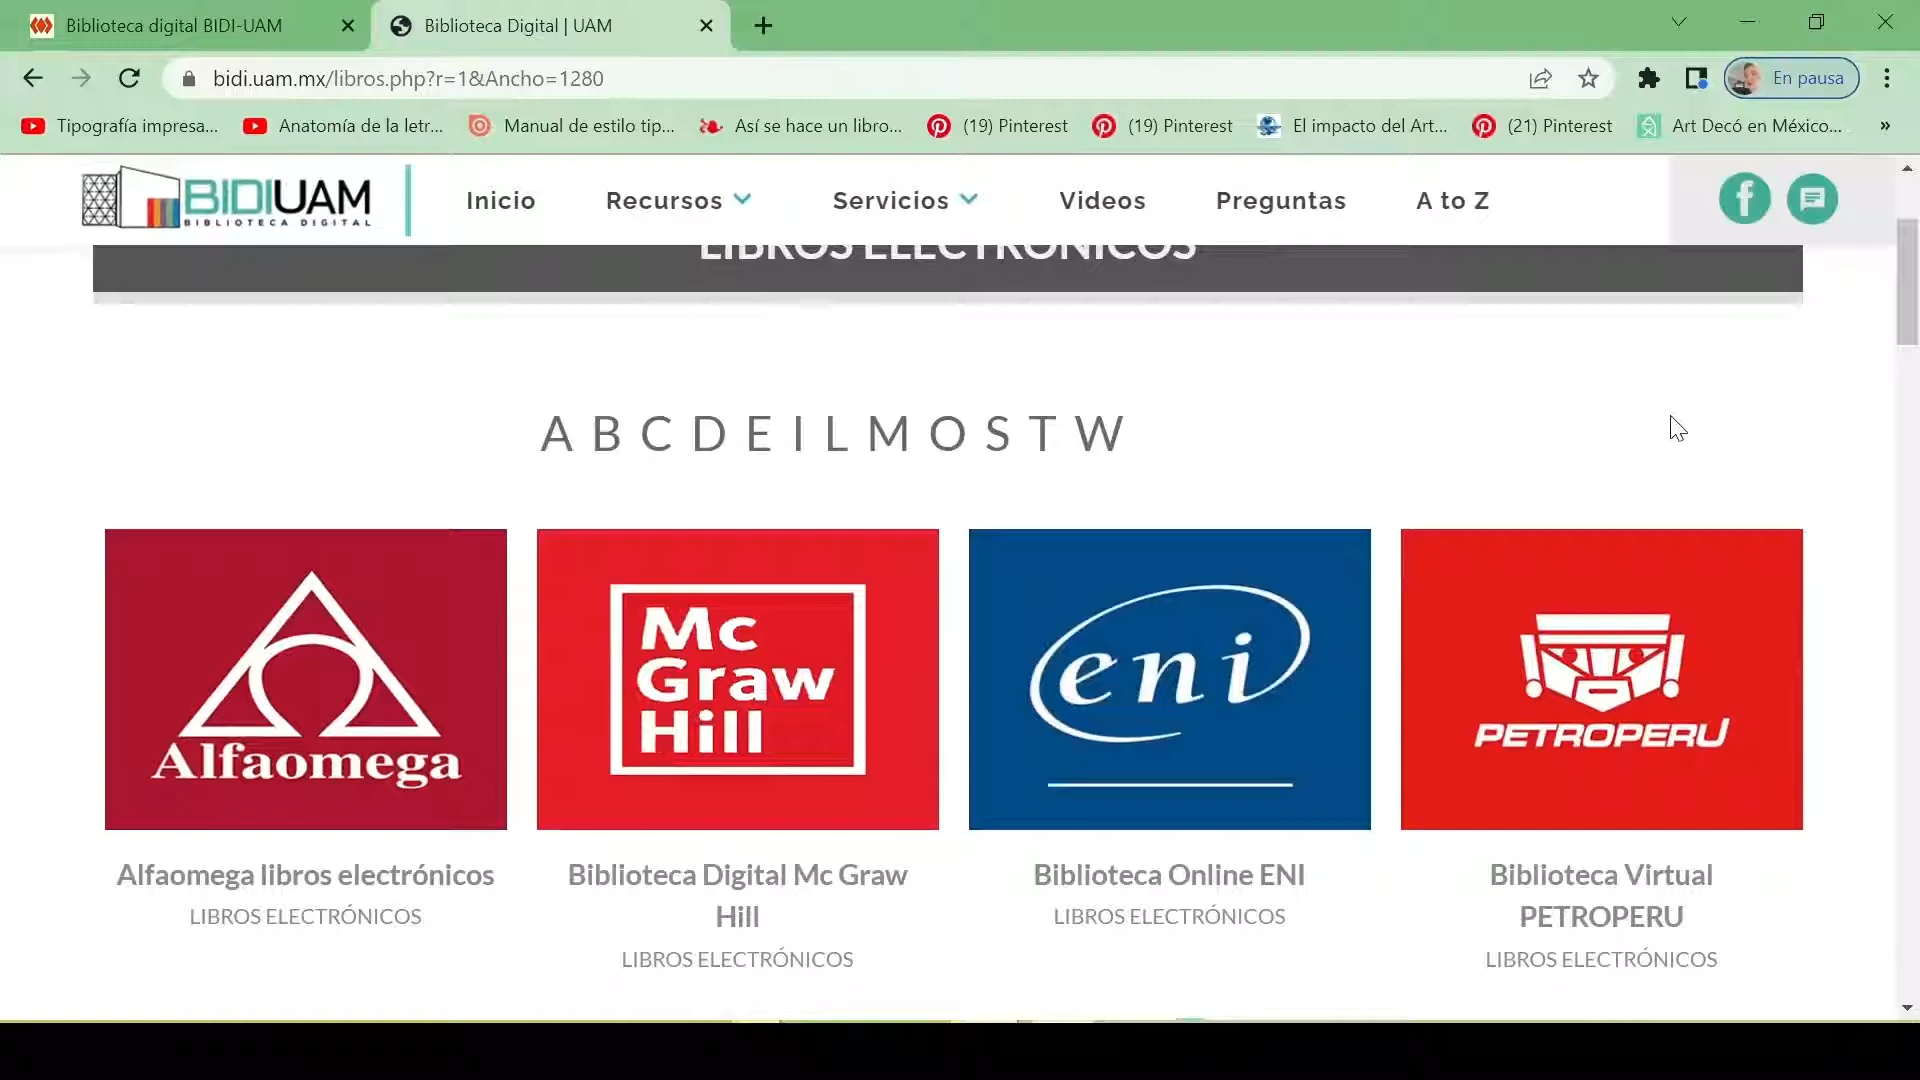 Biblioteca digital BIDI-UAM
Biblioteca Digital | UAM
bidi.uam.mx/libros.php?r=1&Ancho=1280
En pausa
Tipografía impresa...
Anatomía de la letr...
Manual de estilo tip...
Así se hace un libro...
(19) Pinterest
(19) Pinterest
El impacto del Art...
(21) Pinterest
Art Decó en México...
»
BIDIUAM
BIBLIOTECA DIGITAL
Inicio
Recursos
Servicios
Videos
Preguntas
A to Z
LIBROS ELECTRÓNICOS
A B C D E I L M O S T W
Alfaomega
Mc
Graw
Hill
eni
PETROPERU
Alfaomega libros electrónicos
LIBROS ELECTRÓNICOS
Biblioteca Digital Mc Graw
Hill
LIBROS ELECTRÓNICOS
Biblioteca Online ENI
LIBROS ELECTRÓNICOS
Biblioteca Virtual
PETROPERU
LIBROS ELECTRÓNICOS